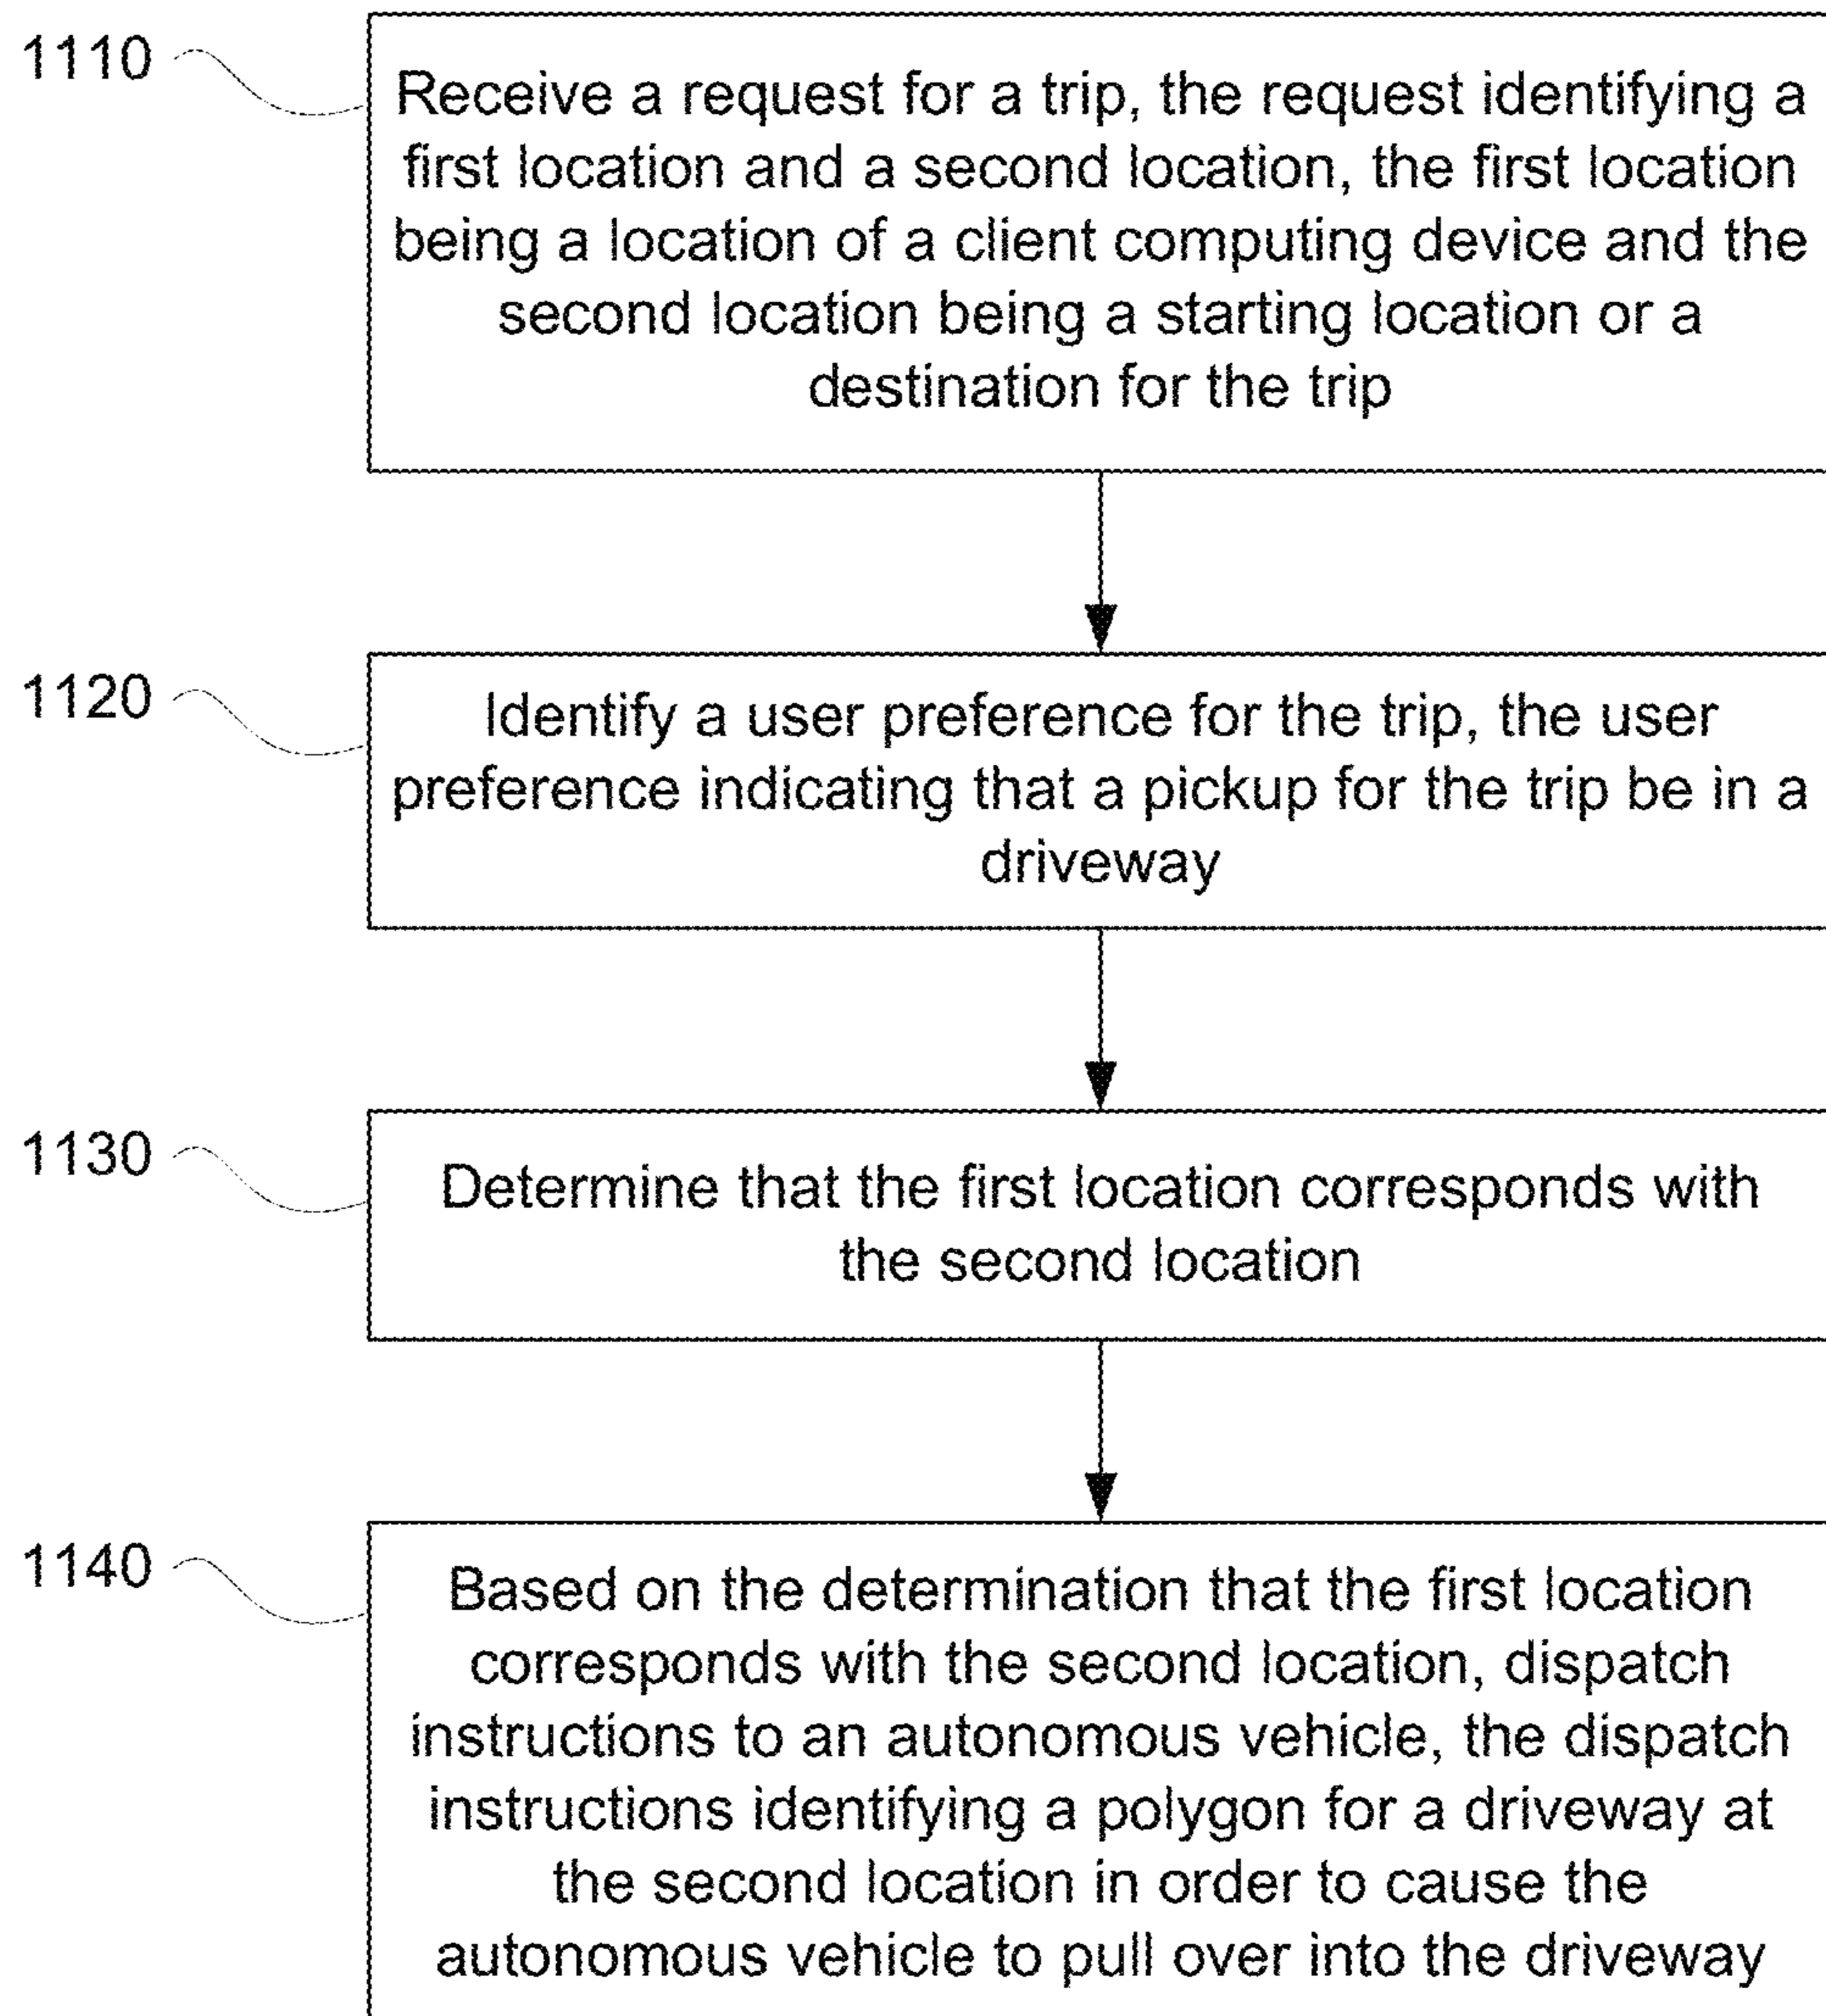 1110
Receive a request for a trip, the request identifying a
first location and a second location, the first location
being a location of a client computing device and the
second location being a starting location or a
destination for the trip
1120
Identify a user preference for the trip, the user
preference indicating that a pickup for the trip be in a
driveway
1130
Determine that the first location corresponds with
the second location
1140
Based on the determination that the first location
corresponds with the second location, dispatch
instructions to an autonomous vehicle, the dispatch
instructions identifying a polygon for a driveway at
the second location in order to cause the
autonomous vehicle to pull over into the driveway